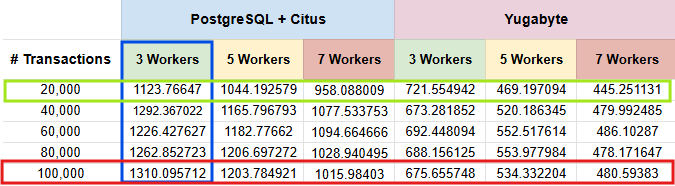 PostgreSQL + Citus Yugabyte
# Transactions 3 Workers 5 Workers 7 Workers 3 Workers 5 Workers 7 Workers
20,000 1123.76647 1044.192579 958.088009 721.554942 469.197094 445.251131
40,000 1292.367022 1165.796793 1077.533753 673.281852 520.186345 479.992485
60,000 1226.427627 1182.77662 1094.664666 692.448094 552.517614 486.10287
80,000 1262.852723 1206.697272 1028.940495 688.156125 553.977984 478.171647
100,000 1310.095712 1203.784921 1015.98403 675.655748 534.332204 480.59383